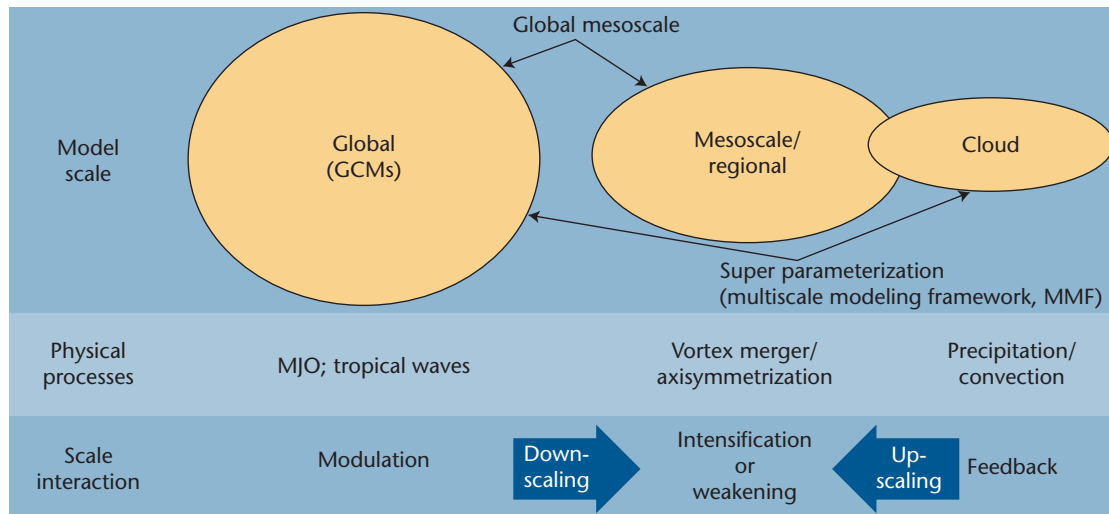 Global mesoscale
Model
scale
Global
(GCMs)
Mesoscale/
regional
Cloud
Super parameterization
(multiscale modeling framework, MMF)
Physical
processes
MJO; tropical waves
Vortex merger/
axisymmetrization
Precipitation/
convection
Scale
interaction
Modulation
Down-
scaling
Intensification
or
weakening
Up-
scaling
Feedback